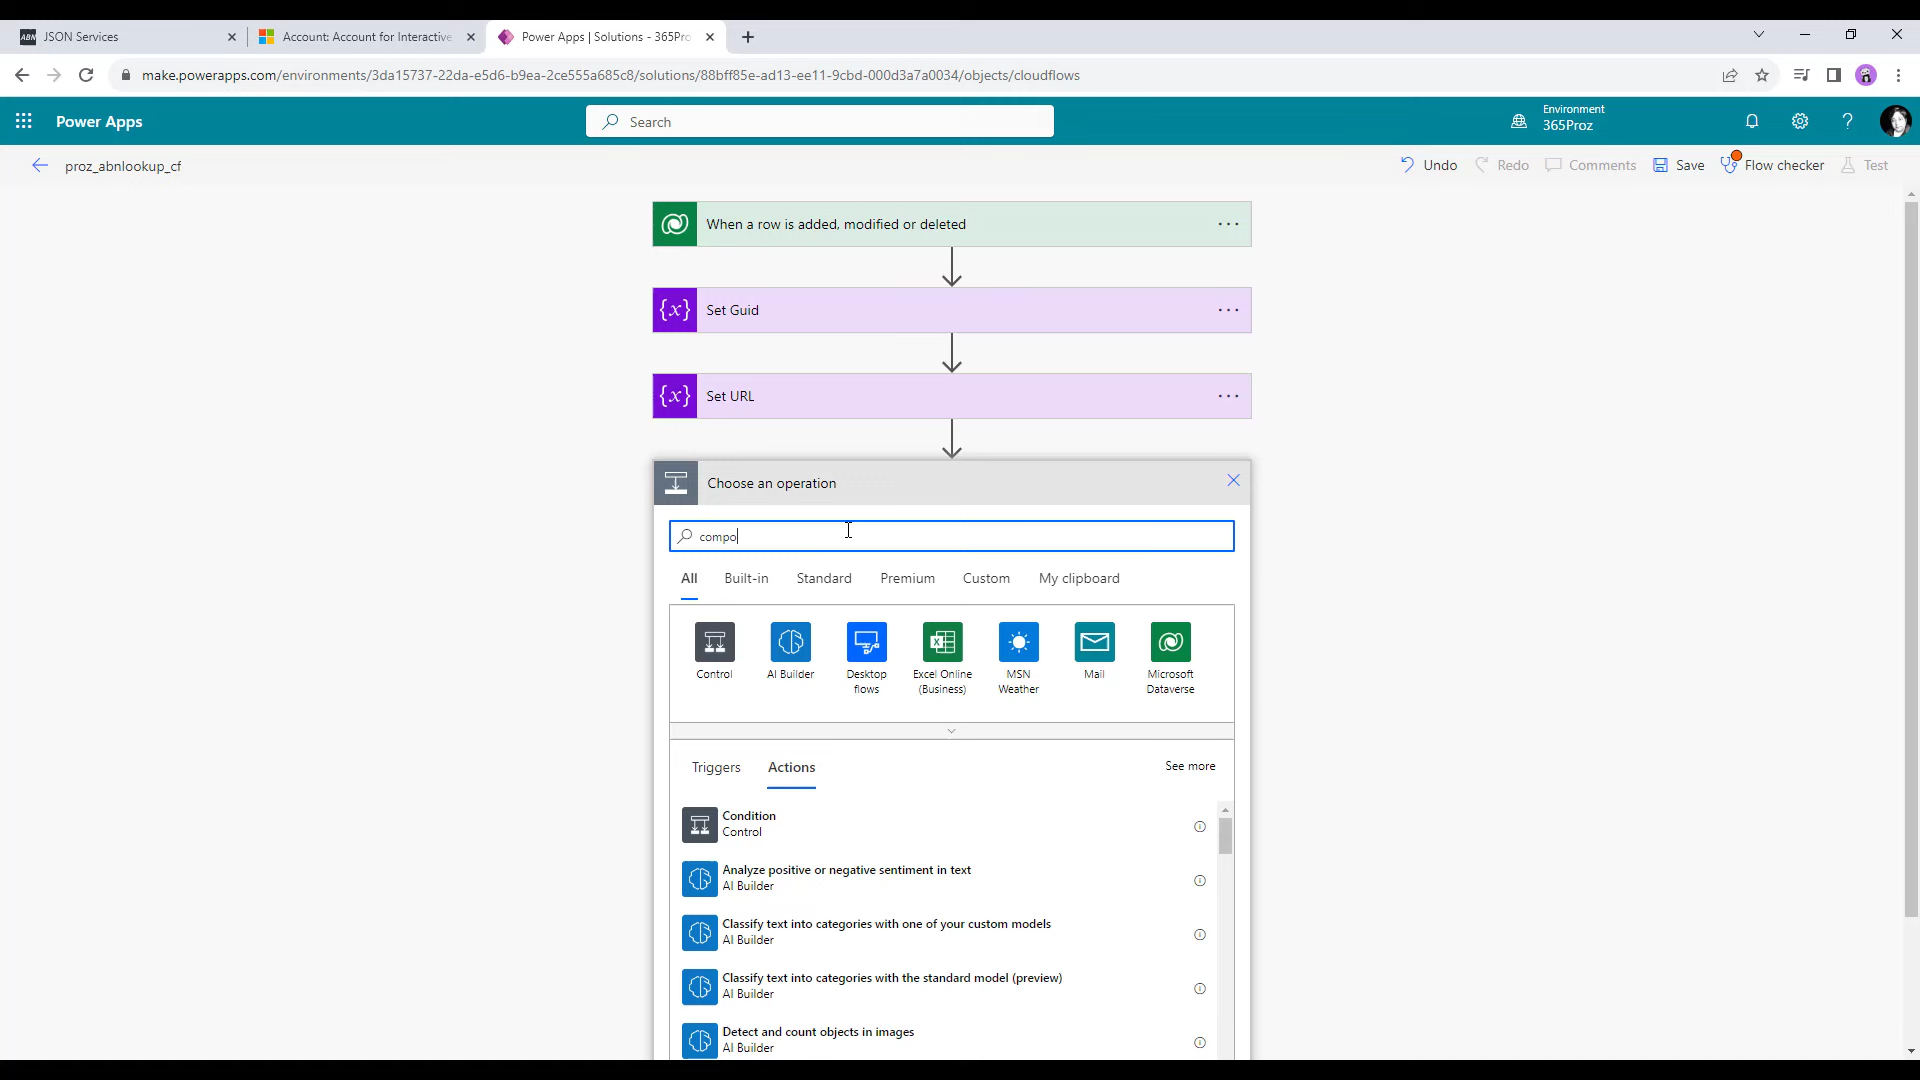 ABN JSON Services
Account: Account for Interactive
Power Apps | Solutions - 365Pro
make.powerapps.com/environments/3da15737-22da-e5d6-b9ea-2ce555a685c8/solutions/88bff85e-ad13-ee11-9cbd-000d3a7a0034/objects/cloudflows
Power Apps
Search
Environment
365Proz
proz_abnlookup_cf
Undo
Redo
Comments
Save
Flow checker
Test
When a row is added, modified or deleted
{x} Set Guid
{x} Set URL
Choose an operation
compo
All Built-in Standard Premium Custom My clipboard
Control
AI Builder
Desktop
flows
Excel Online
(Business)
MSN
Weather
Mail
Microsoft
Dataverse
Triggers Actions See more
Condition
Control
Analyze positive or negative sentiment in text
AI Builder
Classify text into categories with one of your custom models
AI Builder
Classify text into categories with the standard model (preview)
AI Builder
Detect and count objects in images
AI Builder